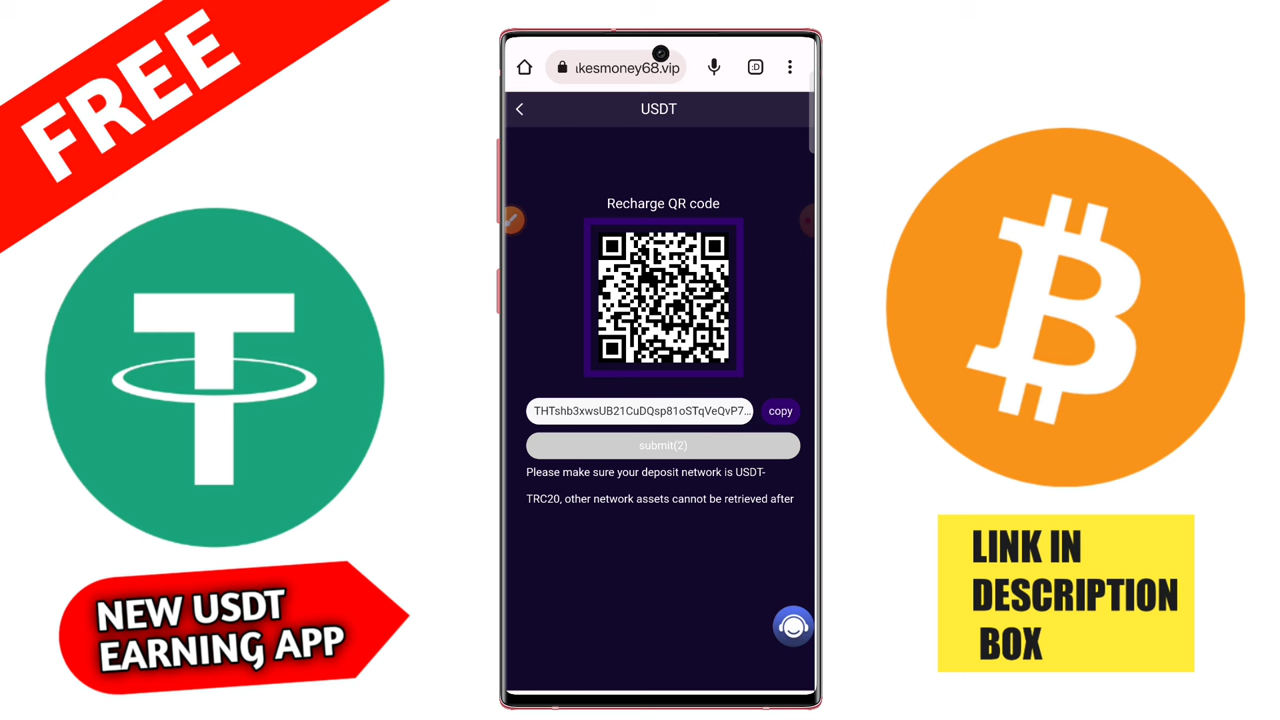 FREE
ıkesmoney68.vip
:D
USDT
Recharge QR code
THTshb3xwsUB21CuDQsp81oSTqVeQvP7...
copy
submit(2)
Please make sure your deposit network is USDT-
TRC20, other network assets cannot be retrieved after
NEW USDT
EARNING APP
LINK IN
DESCRIPTION
BOX